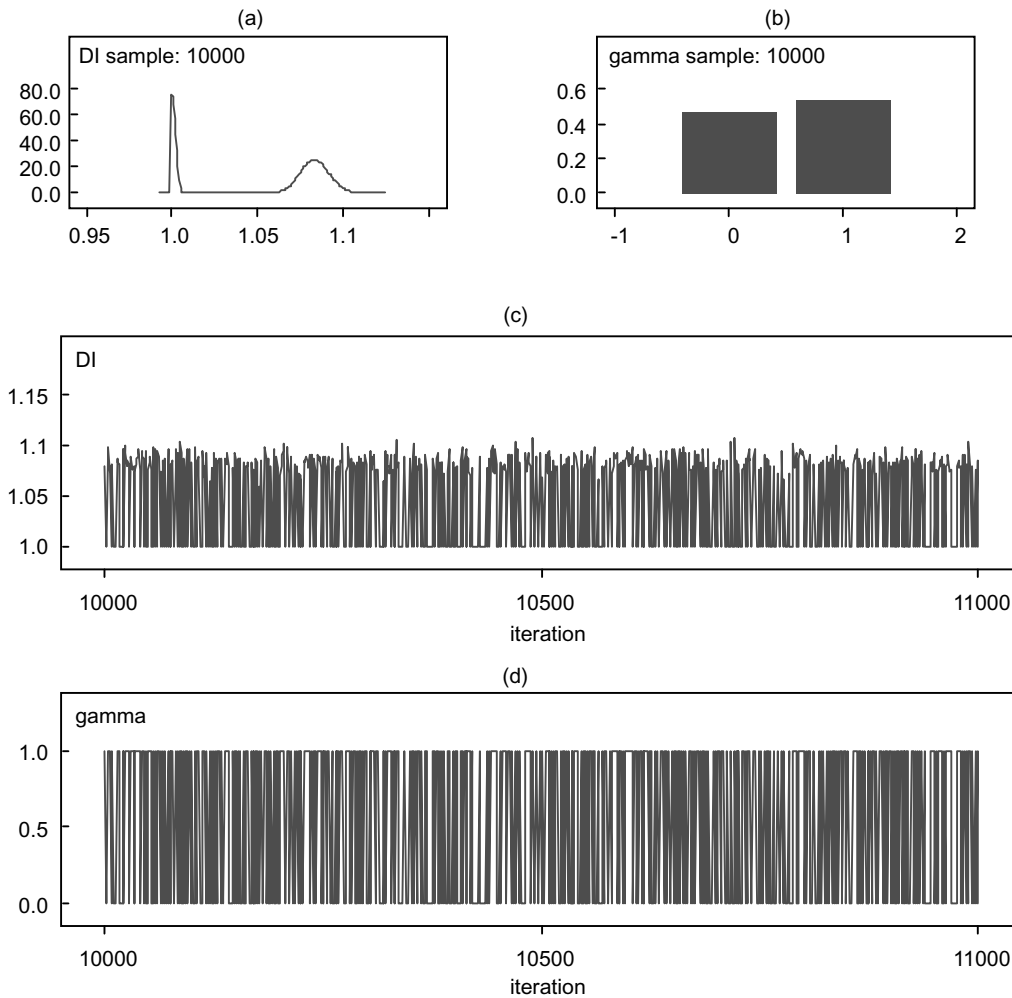 (a)
DI sample: 10000
80.0
60.0
40.0
20.0
0.0
0.95 1.0 1.05 1.1
(b)
gamma sample: 10000
0.6
0.4
0.2
0.0
-1 0 1 2
(c)
DI
1.15
1.1
1.05
1.0
10000 10500 11000
iteration
(d)
gamma
1.0
0.5
0.0
10000 10500 11000
iteration